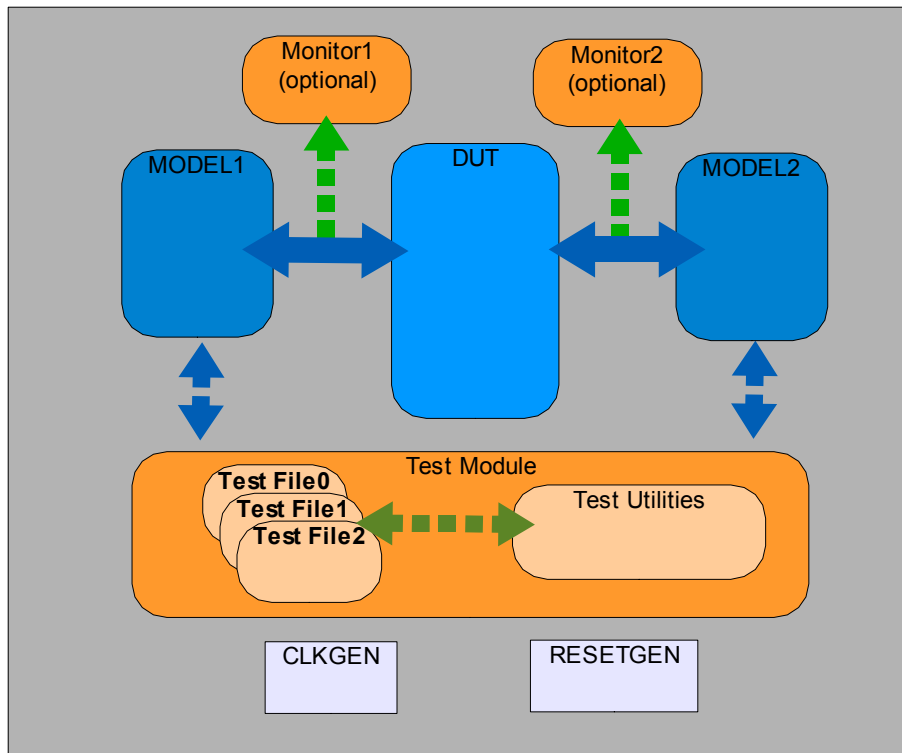 Monitor1
(optional)
Monitor2
(optional)
MODEL1
DUT
MODEL2
Test Module
Test File0
Test File1
Test File2
Test Utilities
CLKGEN
RESETGEN